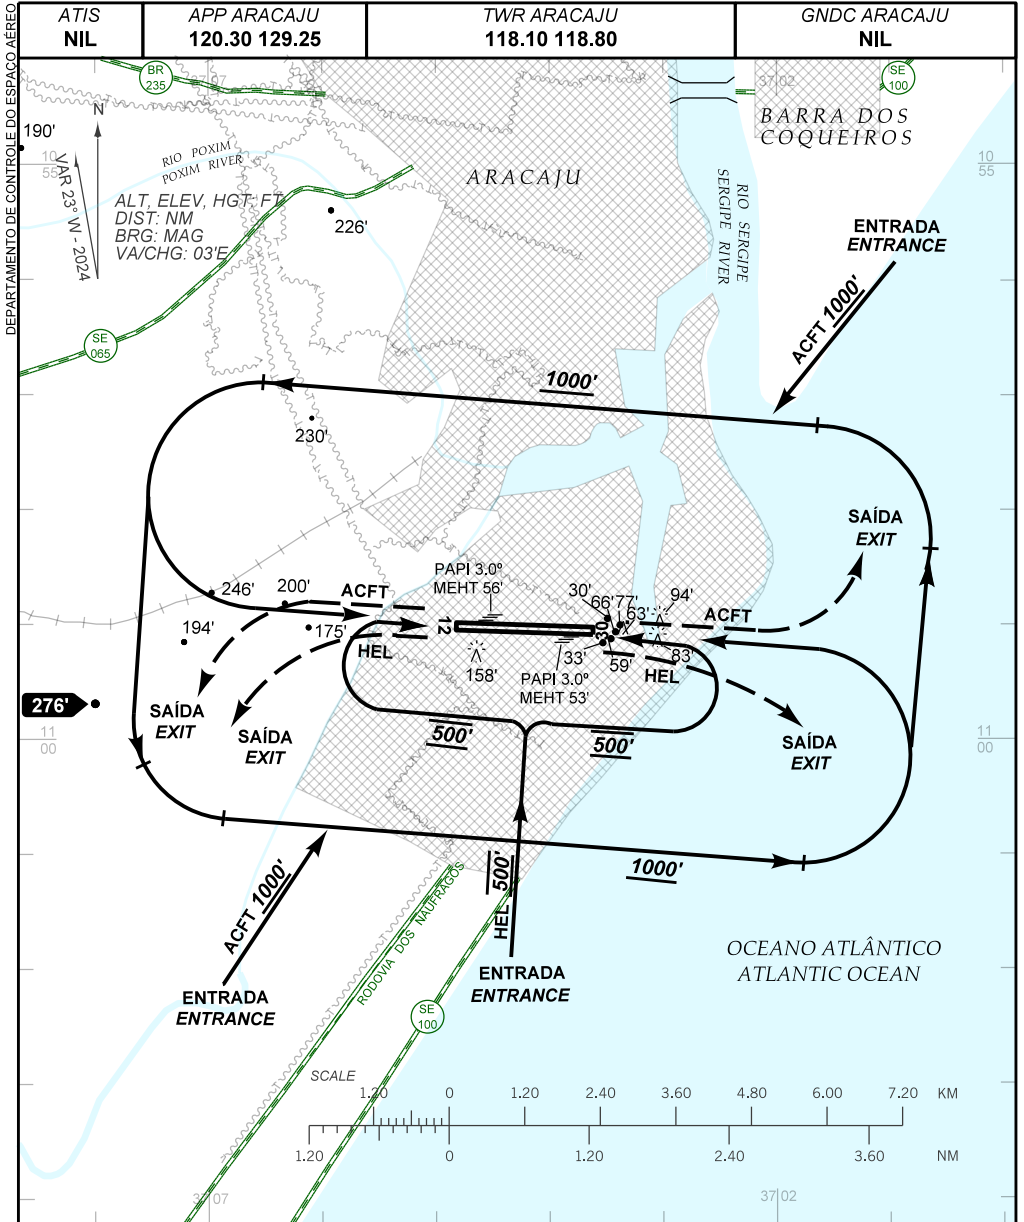 DEPARTAMENTO DE CONTROLE DO ESPAÇO AÉREO
ATIS
NIL
APP ARACAJU
120.30 129.25
TWR ARACAJU
118.10 118.80
GNDC ARACAJU
NIL
BR
235
37 07
37 02
SE
100
BARRA DOS
COQUEIROS
N
190'
10
55
10
55
VAR 23° W - 2024
RIO POXIM
POXIM RIVER
ARACAJU
RIO SERGIPE
SERGIPE RIVER
ALT, ELEV, HGT: FT
DIST: NM
BRG: MAG
VA/CHG: 03'E
226'
ENTRADA
ENTRANCE
ACFT 1000'
SE
065
1000'
230'
SAÍDA
EXIT
PAPI 3.0º
MEHT 56'
246'
200'
ACFT
30'
66'
77'
63'
94'
ACFT
194'
175'
HEL
12
30
158'
33'
59'
83'
HEL
PAPI 3.0º
MEHT 53'
276'
SAÍDA
EXIT
SAÍDA
EXIT
500'
500'
SAÍDA
EXIT
11
00
11
00
ACFT 1000'
HEL 500'
1000'
RODOVIA DOS NÁUFRAGOS
OCEANO ATLÂNTICO
ATLANTIC OCEAN
ENTRADA
ENTRANCE
ENTRADA
ENTRANCE
SE
100
SCALE
1.20 0 1.20 2.40 3.60 4.80 6.00 7.20 KM
1.20 0 1.20 2.40 3.60 NM
37 07
37 02